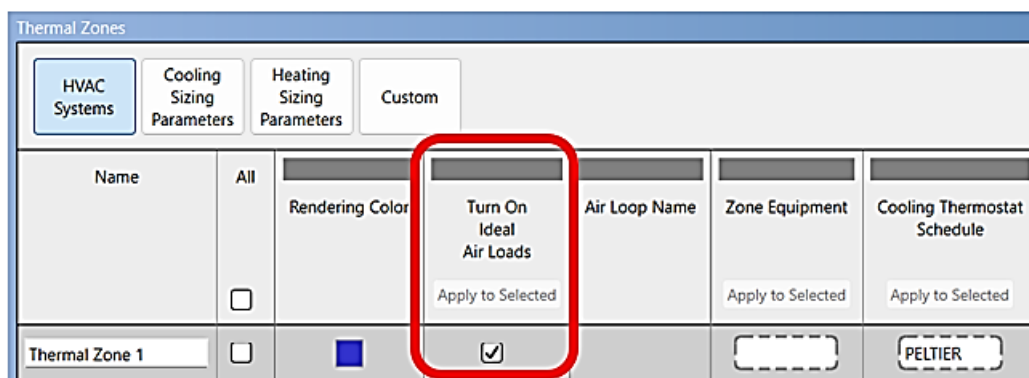 Thermal Zones
HVAC
Systems
Cooling
Sizing
Parameters
Heating
Sizing
Parameters
Custom
Name
All
Rendering Color
Turn On
Ideal
Air Loads
Air Loop Name
Zone Equipment
Cooling Thermostat
Schedule
Apply to Selected
Apply to Selected
Apply to Selected
Thermal Zone 1
PELTIER